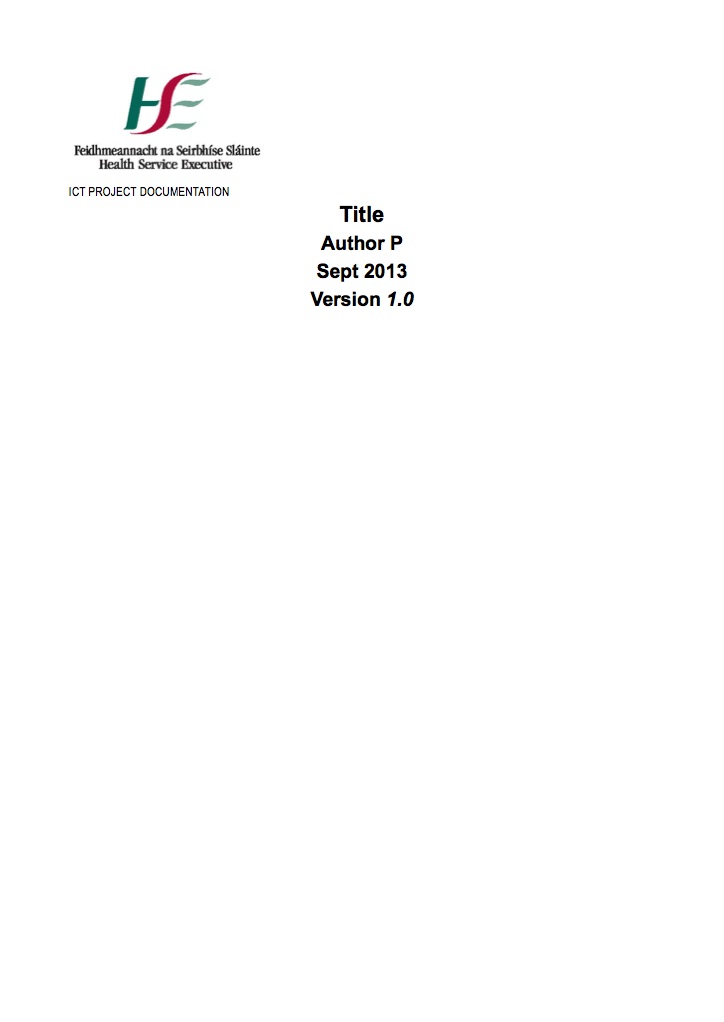 HSE
Feidhmeannacht na Seirbhíse Sláinte
Health Service Executive
ICT PROJECT DOCUMENTATION
Title
Author P
Sept 2013
Version 1.0